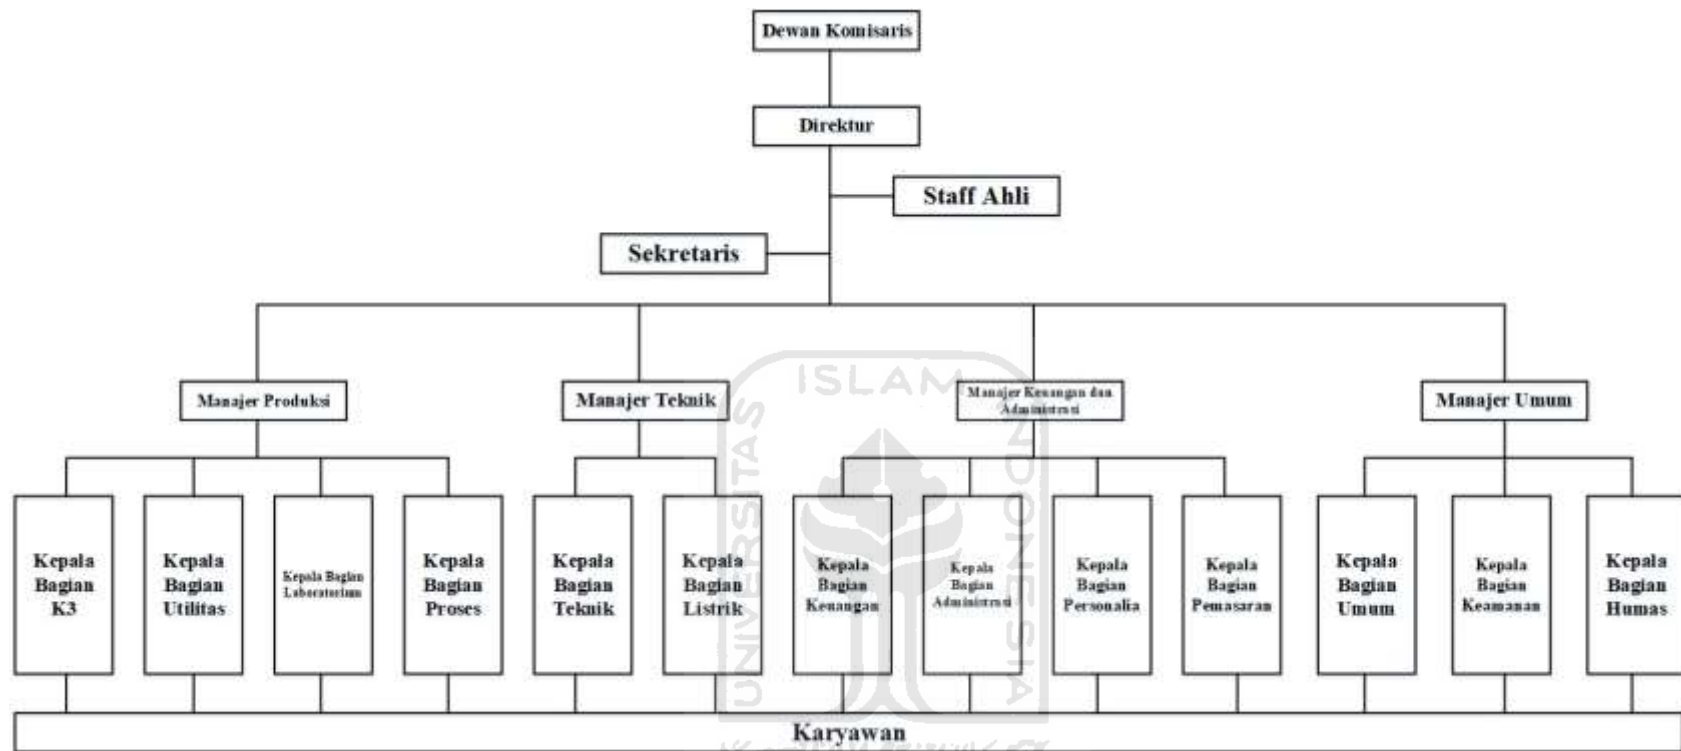 Dewan Komisaris
Direktur
Staff Ahli
Sekretaris
Manajer Produksi
Manajer Teknik
Manajer Keuangan dan
Administrasi
Manajer Umum
Kepala
Bagian
K3
Kepala
Bagian
Utilitas
Kepala Bagian
Laboratorium
Kepala
Bagian
Proses
Kepala
Bagian
Teknik
Kepala
Bagian
Listrik
Kepala
Bagian
Keuangan
Kepala
Bagian
Administrasi
Kepala
Bagian
Personalia
Kepala
Bagian
Pemasaran
Kepala
Bagian
Umum
Kepala
Bagian
Keamanan
Kepala
Bagian
Humas
Karyawan
UNIVERSITAS
ISLAM
INDONESIA